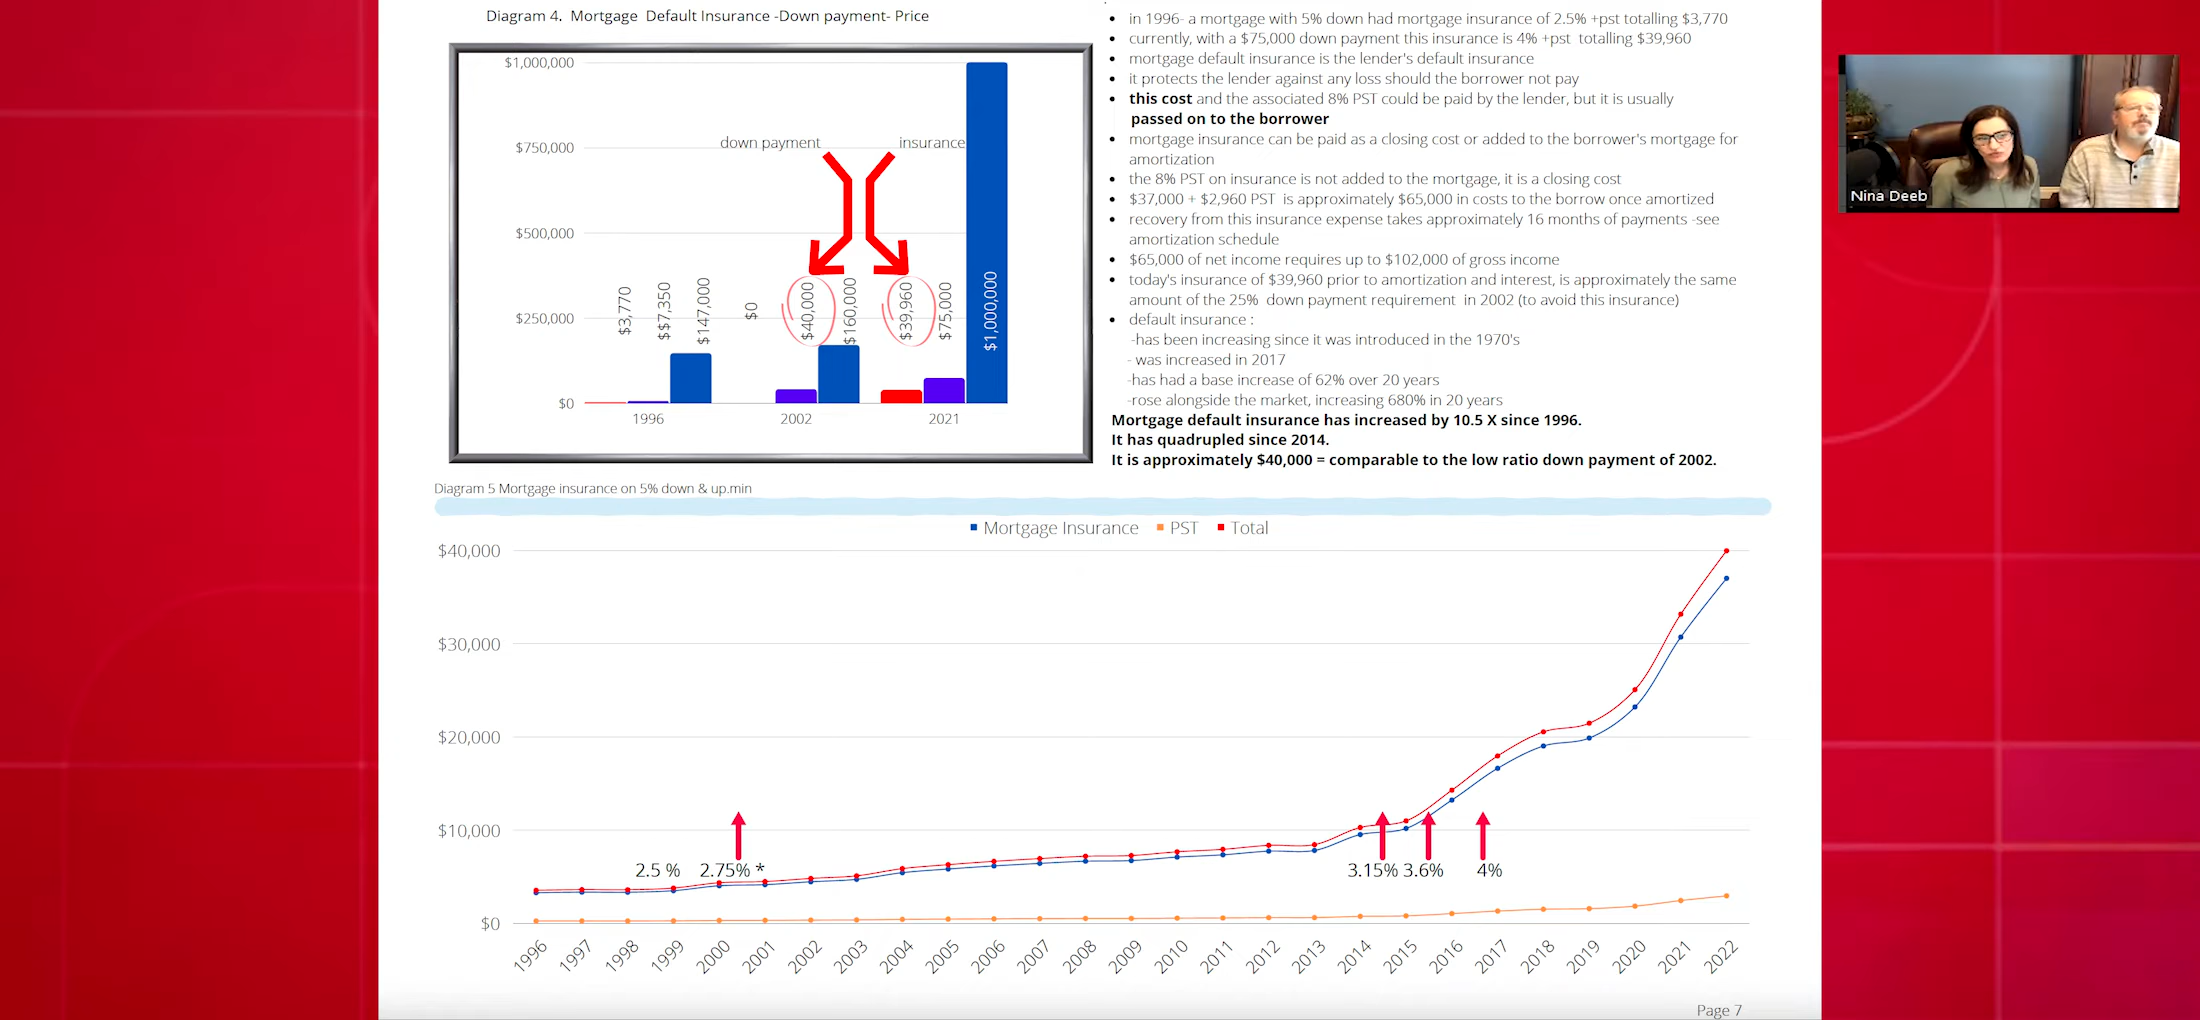 Diagram 4. Mortgage Default Insurance -Down payment- Price
$1,000,000
$750,000
$500,000
$250,000
$0
down payment
insurance
$3,770
$$7,350
$147,000
$0
$40,000
$160,000
$39,960
$75,000
$1,000,000
1996
2002
2021
• in 1996- a mortgage with 5% down had mortgage insurance of 2.5% +pst totalling $3,770
• currently, with a $75,000 down payment this insurance is 4% +pst totalling $39,960
• mortgage default insurance is the lender's default insurance
• it protects the lender against any loss should the borrower not pay
• this cost and the associated 8% PST could be paid by the lender, but it is usually
passed on to the borrower
• mortgage insurance can be paid as a closing cost or added to the borrower's mortgage for
amortization
• the 8% PST on insurance is not added to the mortgage, it is a closing cost
• $37,000 + $2,960 PST is approximately $65,000 in costs to the borrow once amortized
• recovery from this insurance expense takes approximately 16 months of payments -see
amortization schedule
• $65,000 of net income requires up to $102,000 of gross income
• today's insurance of $39,960 prior to amortization and interest, is approximately the same
amount of the 25% down payment requirement in 2002 (to avoid this insurance)
• default insurance :
-has been increasing since it was introduced in the 1970's
- was increased in 2017
-has had a base increase of 62% over 20 years
-rose alongside the market, increasing 680% in 20 years
Mortgage default insurance has increased by 10.5 X since 1996.
It has quadrupled since 2014.
It is approximately $40,000 = comparable to the low ratio down payment of 2002.
Nina Deeb
Diagram 5 Mortgage insurance on 5% down & up.min
Mortgage Insurance PST Total
$40,000
$30,000
$20,000
$10,000
$0
2.5 % 2.75% * 3.15% 3.6% 4%
1996 1997 1998 1999 2000 2001 2002 2003 2004 2005 2006 2007 2008 2009 2010 2011 2012 2013 2014 2015 2016 2017 2018 2019 2020 2021 2022
Page 7